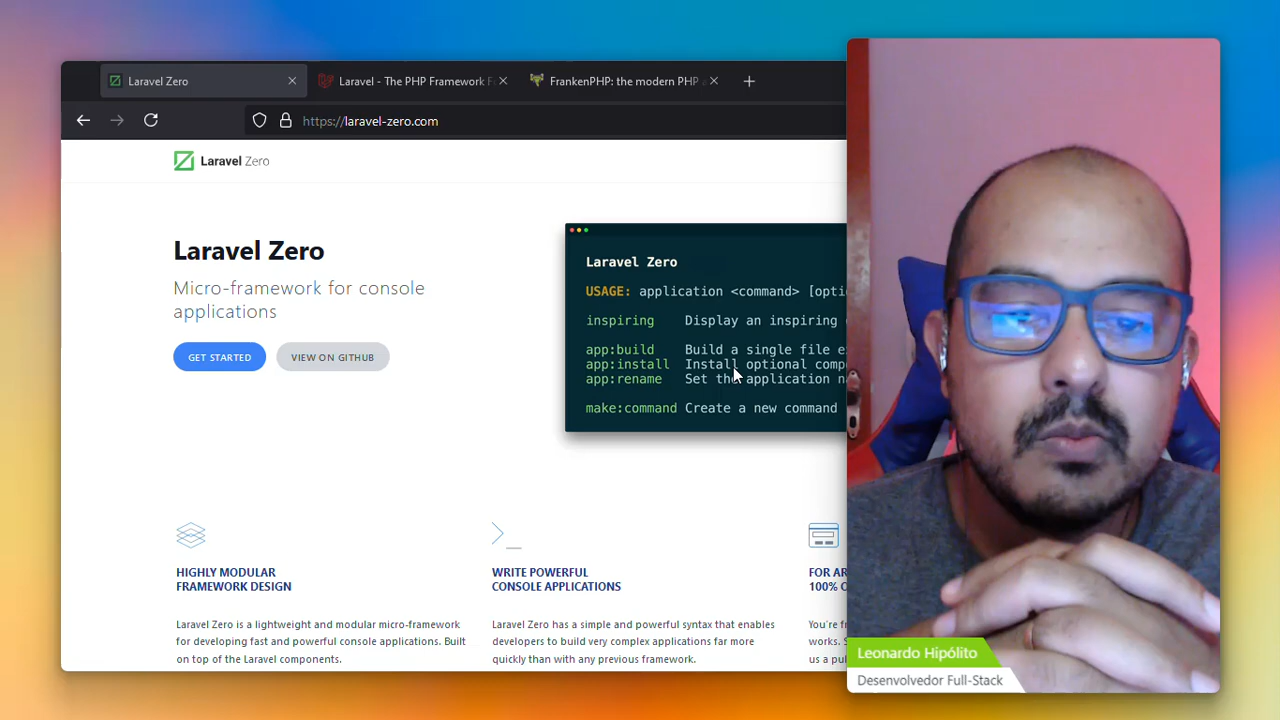 Laravel Zero
Laravel - The PHP Framework F
FrankenPHP: the modern PHP a
https://laravel-zero.com
Laravel Zero
Laravel Zero
Micro-framework for console
applications
GET STARTED
VIEW ON GITHUB
Laravel Zero
USAGE: application <command> [optio
inspiring Display an inspiring
app:build Build a single file e
app:install Install optional comp
app:rename Set the application n
make:command Create a new command
HIGHLY MODULAR
FRAMEWORK DESIGN
Laravel Zero is a lightweight and modular micro-framework
for developing fast and powerful console applications. Built
on top of the Laravel components.
WRITE POWERFUL
CONSOLE APPLICATIONS
Laravel Zero has a simple and powerful syntax that enables
developers to build very complex applications far more
quickly than with any previous framework.
FOR AR
100% C
You're f
works. S
us a pul
Leonardo Hipólito
Desenvolvedor Full-Stack